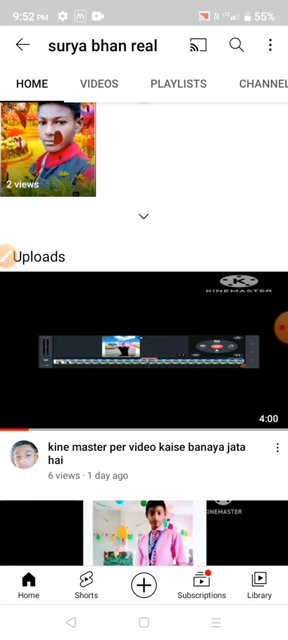 9:52 PM
55%
surya bhan real
HOME
VIDEOS
PLAYLISTS
CHANNEL
2 views
Uploads
KINEMASTER
4:00
kine master per video kaise banaya jata
hai
6 views · 1 day ago
NEMASTER
Home
Shorts
Subscriptions
Library